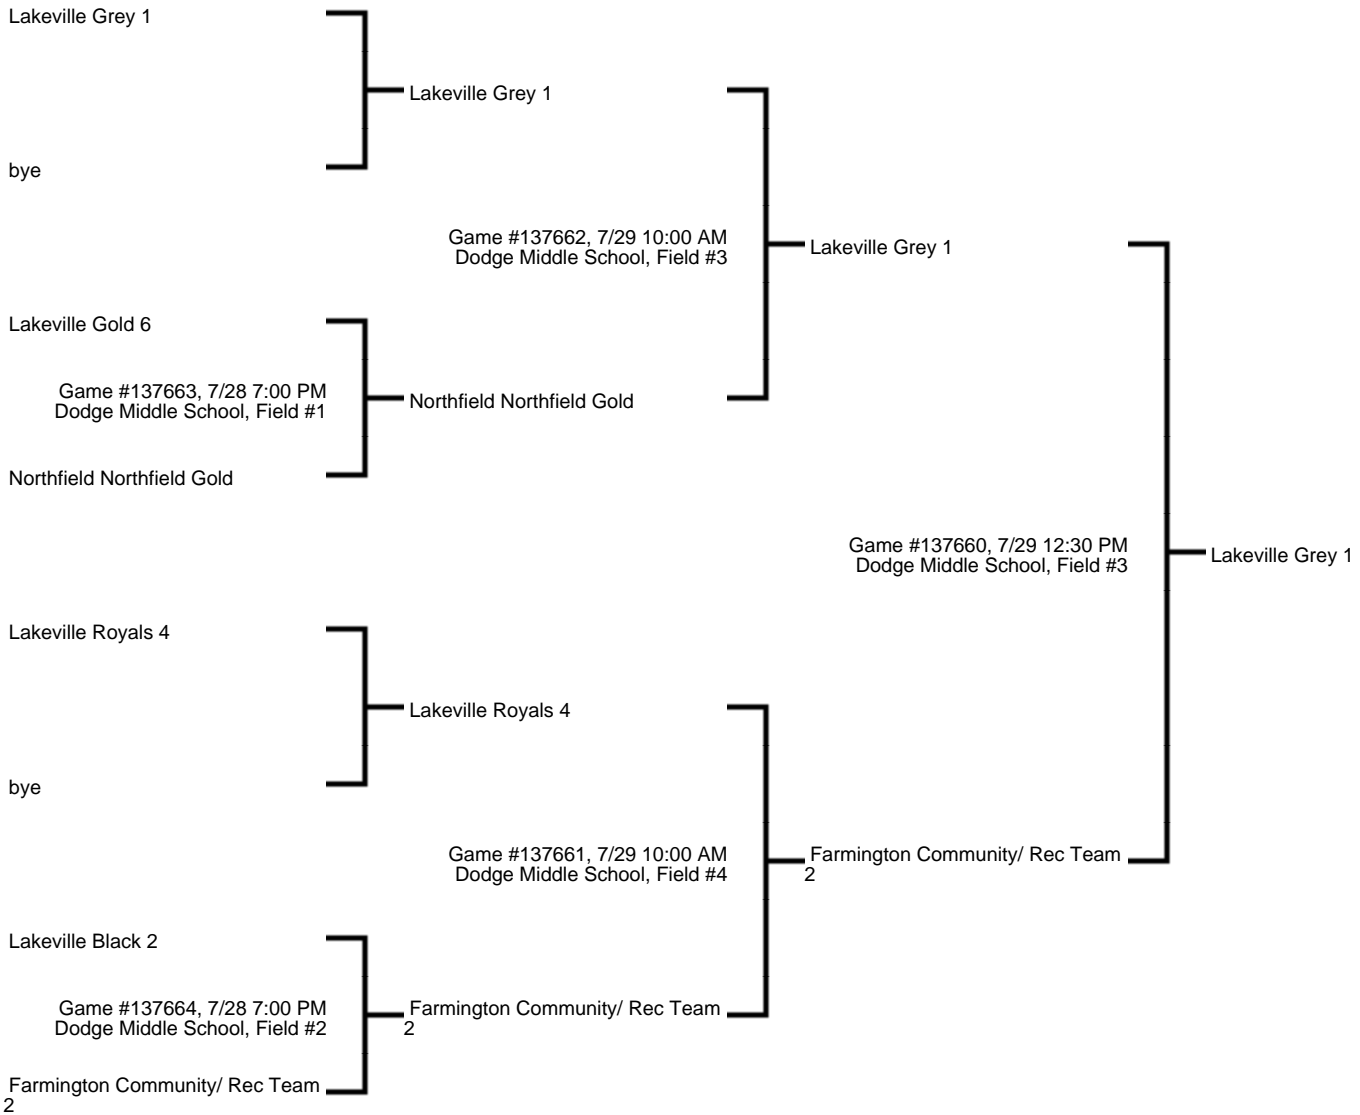 Lakeville Grey 1
Lakeville Grey 1
bye
Game #137662, 7/29 10:00 AM
Dodge Middle School, Field #3
Lakeville Grey 1
Lakeville Gold 6
Game #137663, 7/28 7:00 PM
Dodge Middle School, Field #1
Northfield Northfield Gold
Northfield Northfield Gold
Game #137660, 7/29 12:30 PM
Dodge Middle School, Field #3
Lakeville Grey 1
Lakeville Royals 4
Lakeville Royals 4
bye
Game #137661, 7/29 10:00 AM
Dodge Middle School, Field #4
Farmington Community/ Rec Team
2
Lakeville Black 2
Game #137664, 7/28 7:00 PM
Dodge Middle School, Field #2
Farmington Community/ Rec Team
2
Farmington Community/ Rec Team
2